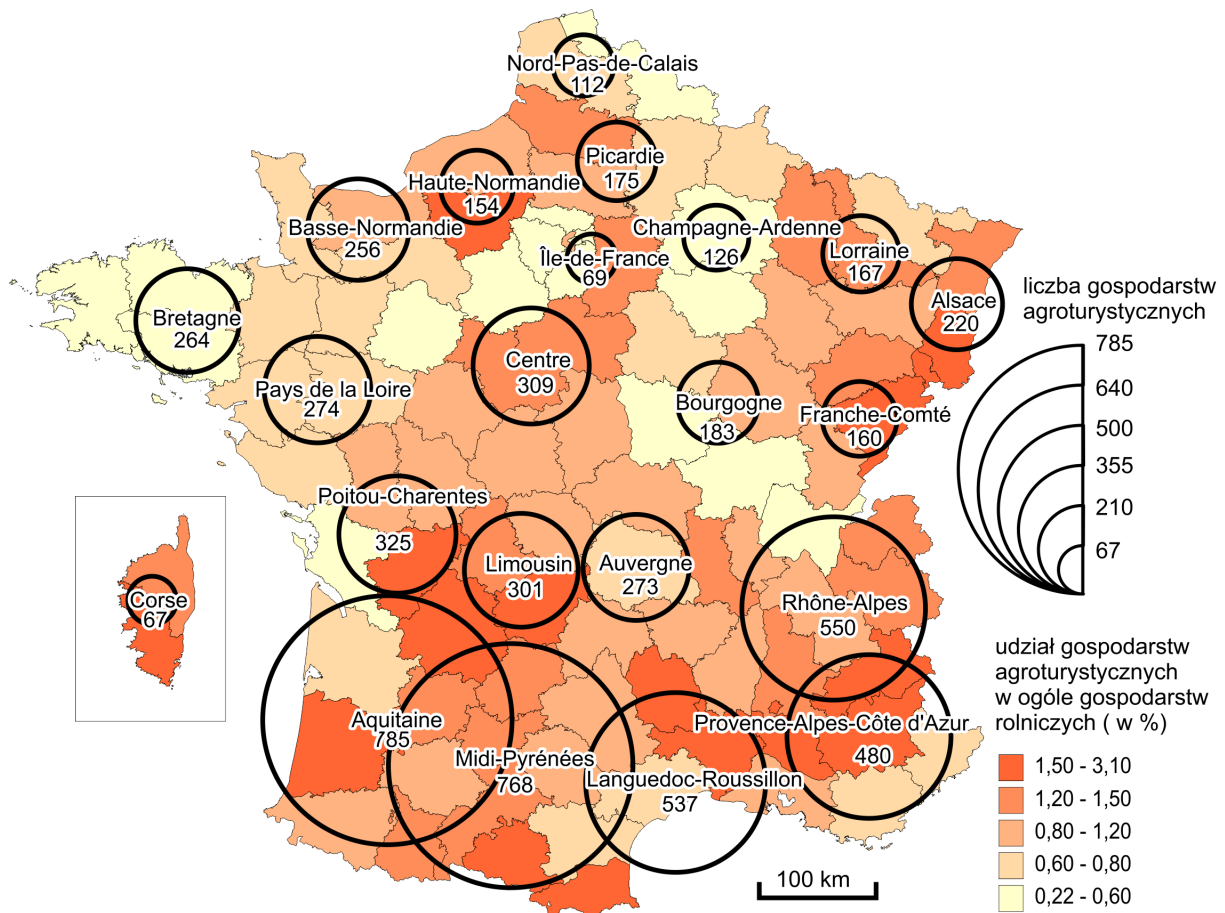 Nord-Pas-de-Calais
112
Picardie
175
Haute-Normandie
154
Basse-Normandie
256
Île-de-France
69
Champagne-Ardenne
126
Lorraine
167
Alsace
220
Bretagne
264
Pays de la Loire
274
Centre
309
Bourgogne
183
Franche-Comté
160
Poitou-Charentes
325
Limousin
301
Auvergne
273
Rhône-Alpes
550
Corse
67
Aquitaine
785
Midi-Pyrénées
768
Languedoc-Roussillon
537
Provence-Alpes-Côte d'Azur
480
liczba gospodarstw
agroturystycznych
785
640
500
355
210
67
udział gospodarstw
agroturystycznych
w ogóle gospodarstw
rolniczych ( w %)
1,50 - 3,10
1,20 - 1,50
0,80 - 1,20
0,60 - 0,80
0,22 - 0,60
100 km